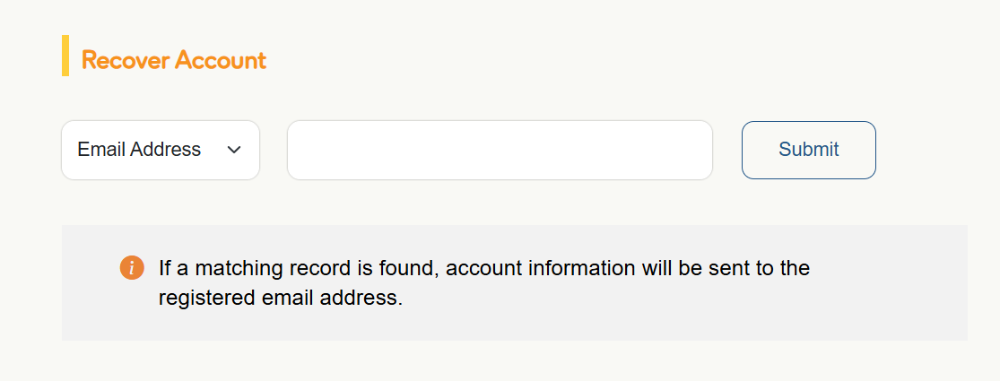 Recover Account
Email Address
Submit
If a matching record is found, account information will be sent to the
registered email address.